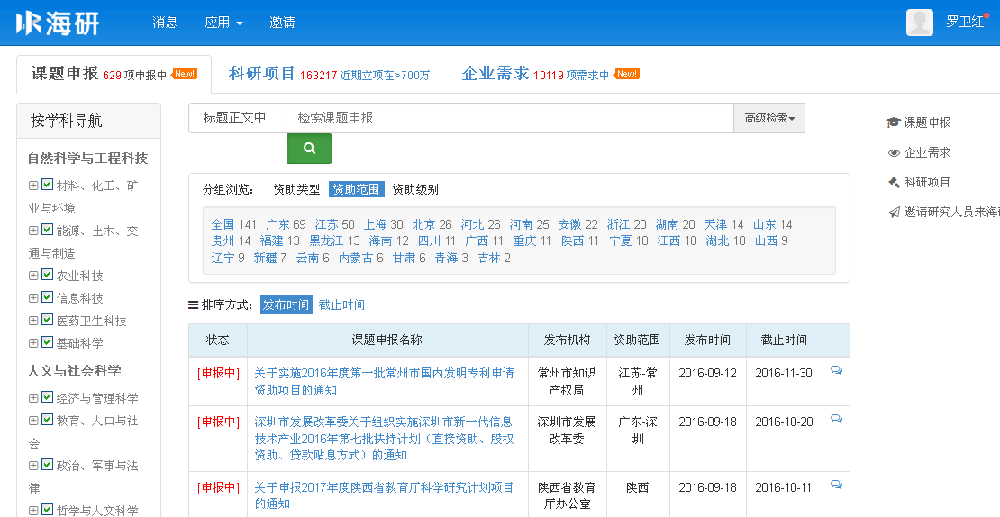 海研
消息 应用 邀请 罗卫红
课题申报 629 项申报中 New! 科研项目 163217 近期立项在>700万 企业需求 10119 项需求中 New!
按学科导航
自然科学与工程科技
材料、化工、矿
业与环境
能源、土木、交
通与制造
农业科技
信息科技
医药卫生科技
基础科学
人文与社会科学
经济与管理科学
教育、人口与社
会
政治、军事与法
律
哲学与人文科学
标题正文中 检索课题申报... 高级检索
分组浏览: 资助类型 资助范围 资助级别
全国 141 广东 69 江苏 50 上海 30 北京 26 河北 26 河南 25 安徽 22 浙江 20 湖南 20 天津 14 山东 14
贵州 14 福建 13 黑龙江 13 海南 12 四川 11 广西 11 重庆 11 陕西 11 宁夏 10 江西 10 湖北 10 山西 9
辽宁 9 新疆 7 云南 6 内蒙古 6 甘肃 6 青海 3 吉林 2
排序方式: 发布时间 截止时间
状态 课题申报名称 发布机构 资助范围 发布时间 截止时间
[申报中] 关于实施2016年度第一批常州市国内发明专利申请 常州市知识 江苏-常 2016-09-12 2016-11-30
资助项目的通知 产权局 州
[申报中] 深圳市发展改革委关于组织实施深圳市新一代信息 深圳市发展 广东-深 2016-09-18 2016-10-20
技术产业2016年第七批扶持计划（直接资助、股权 改革委 圳
资助、贷款贴息方式）的通知
[申报中] 关于申报2017年度陕西省教育厅科学研究计划项目 陕西省教育 陕西 2016-09-18 2016-10-11
的通知 厅办公室
课题申报
企业需求
科研项目
邀请研究人员来海